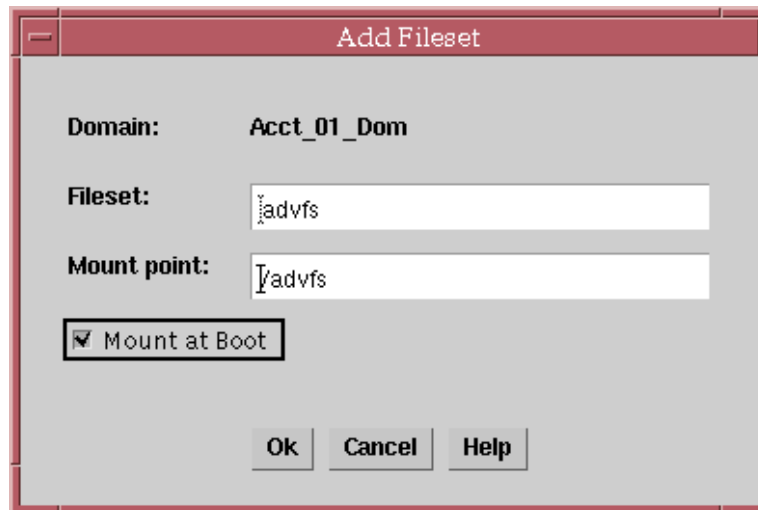 Add Fileset
Domain: Acct_01_Dom
Fileset: advfs
Mount point: /advfs
Mount at Boot
Ok Cancel Help